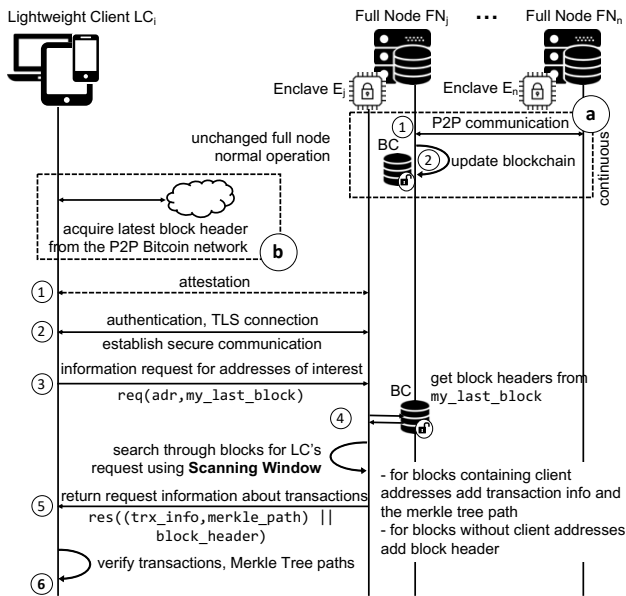 Lightweight Client LCi
Full Node FNj
...
Full Node FNn
Enclave Ej
Enclave En
a
1
P2P communication
unchanged full node
normal operation
BC
2
update blockchain
continuous
acquire latest block header
from the P2P Bitcoin network
b
1
attestation
2
authentication, TLS connection
establish secure communication
information request for addresses of interest
3
req(adr,my_last_block)
get block headers from
my_last_block
BC
4
search through blocks for LC's
request using Scanning Window
return request information about transactions
5
res((trx_info,merkle_path) ||
block_header)
- for blocks containing client
addresses add transaction info and
the merkle tree path
- for blocks without client addresses
add block header
verify transactions, Merkle Tree paths
6